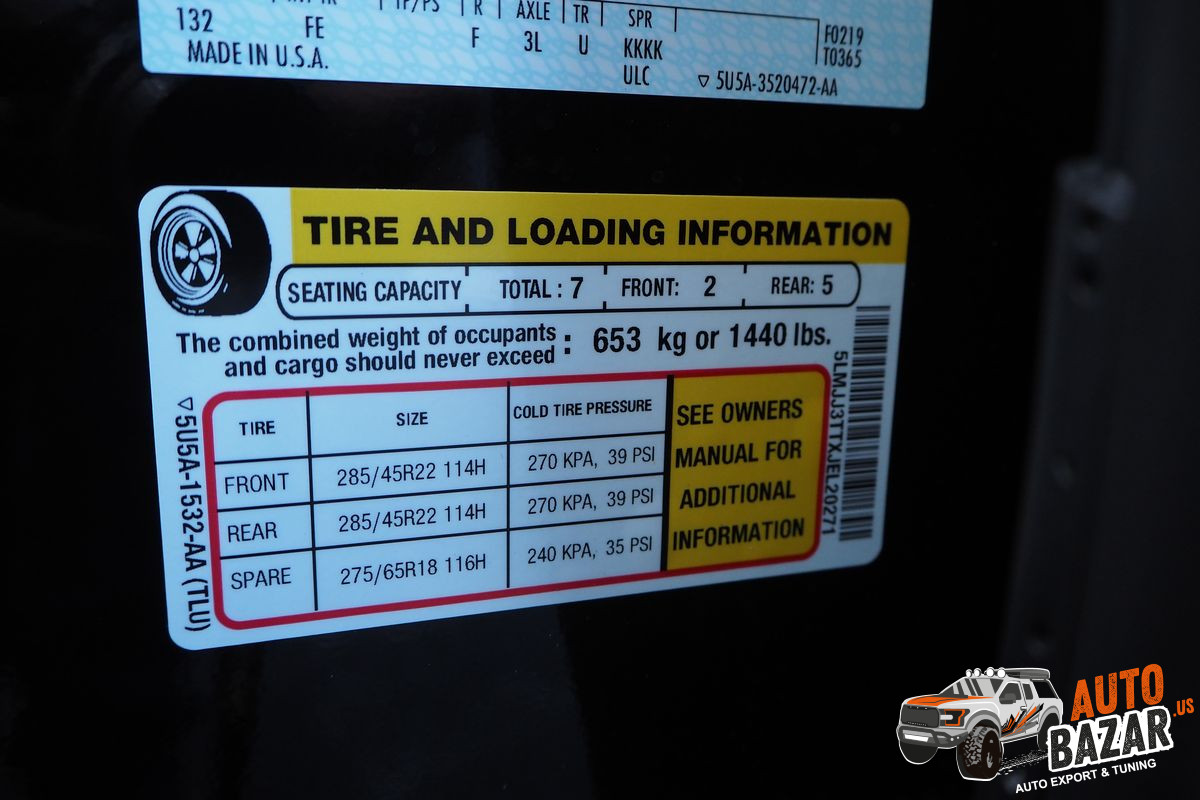 TP/PS R AXLE TR SPR
132 FE F 3L U KKKK
F0219
T0365
MADE IN U.S.A.
ULC
▽ 5U5A-3520472-AA
TIRE AND LOADING INFORMATION
SEATING CAPACITY TOTAL : 7 FRONT: 2 REAR: 5
The combined weight of occupants
and cargo should never exceed : 653 kg or 1440 lbs.
TIRE SIZE COLD TIRE PRESSURE
FRONT 285/45R22 114H 270 KPA, 39 PSI
REAR 285/45R22 114H 270 KPA, 39 PSI
SPARE 275/65R18 116H 240 KPA, 35 PSI
SEE OWNERS
MANUAL FOR
ADDITIONAL
INFORMATION
▽5U5A-1532-AA (TLU)
5LMJJ3TTXJEL20271
AUTO
BAZAR
.US
AUTO EXPORT & TUNING